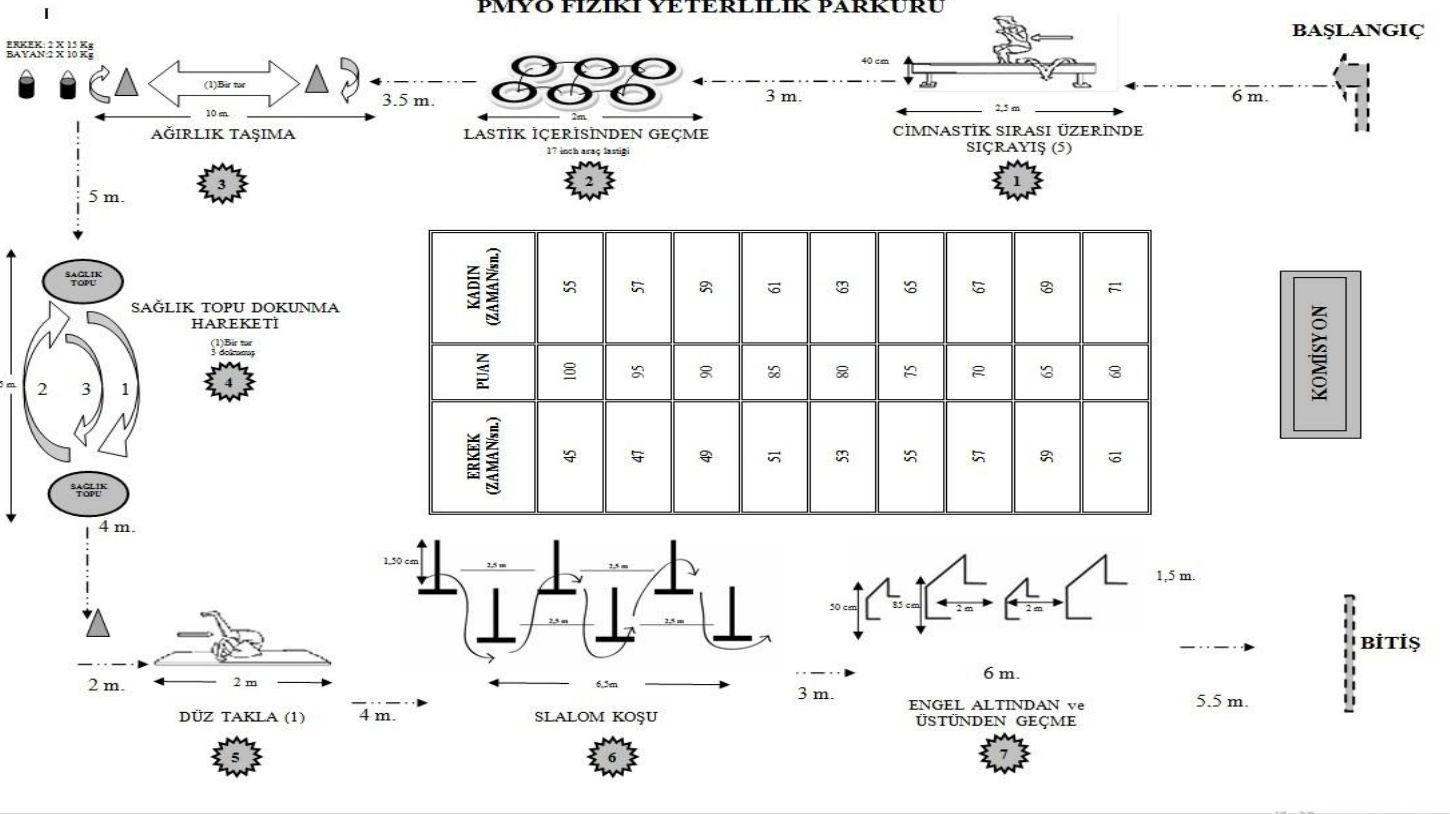 PMYO FİZİKİ YETERLİLİK PARKURU
BAŞLANGIÇ
6 m.
40 cm
2,5 m
CİMNASTİK SIRASI ÜZERİNDE
SIÇRAYIŞ (5)
1
3 m.
2m.
LASTİK İÇERİSİNDEN GEÇME
17 inch araç lastiği
2
3.5 m.
ERKEK: 2 X 15 Kg
BAYAN:2 X 10 Kg
(1)Bir tur
10 m.
AĞIRLIK TAŞIMA
3
5 m.
SAĞLIK
TOPU
SAĞLIK TOPU DOKUNMA
HAREKETİ
(1)Bir tur
3 dokunuş
4
5 m.
2 3 1
SAĞLIK
TOPU
4 m.
KADIN
(ZAMAN/sn.)
55 57 59 61 63 65 67 69 71
PUAN
100 95 90 85 80 75 70 65 60
ERKEK
(ZAMAN/sn.)
45 47 49 51 53 55 57 59 61
KOMİSYON
2 m.
2 m
DÜZ TAKLA (1)
5
4 m.
1,50 cm
2,5 m
2,5 m
2,5 m
2,5 m
6,5m
SLALOM KOŞU
6
3 m.
50 cm
85 cm
2 m
2 m
1,5 m.
6 m.
ENGEL ALTINDAN ve
ÜSTÜNDEN GEÇME
7
5.5 m.
BİTİŞ